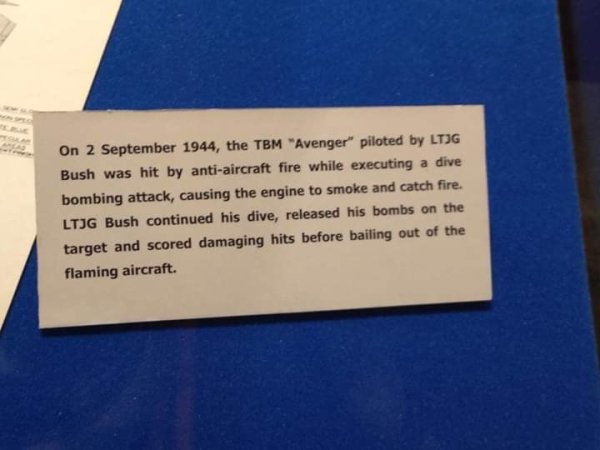 On 2 September 1944, the TBM "Avenger" piloted by LTJG
Bush was hit by anti-aircraft fire while executing a dive
bombing attack, causing the engine to smoke and catch fire.
LTJG Bush continued his dive, released his bombs on the
target and scored damaging hits before bailing out of the
flaming aircraft.